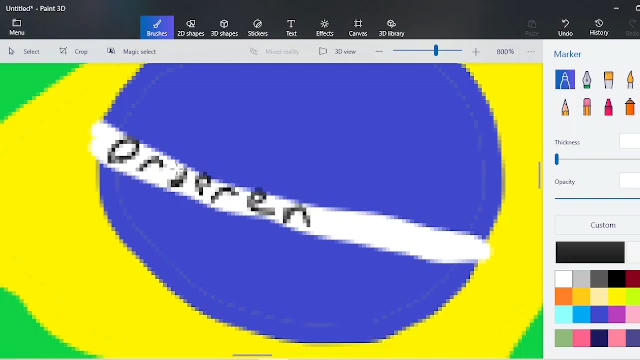 Untitled* - Paint 3D
Menu
Brushes
2D shapes
3D shapes
Stickers
Text
Effects
Canvas
3D library
Paste
Undo
History
Redo
Select
Crop
Magic select
Mixed reality
3D view
800%
Marker
Thickness
Opacity
Custom